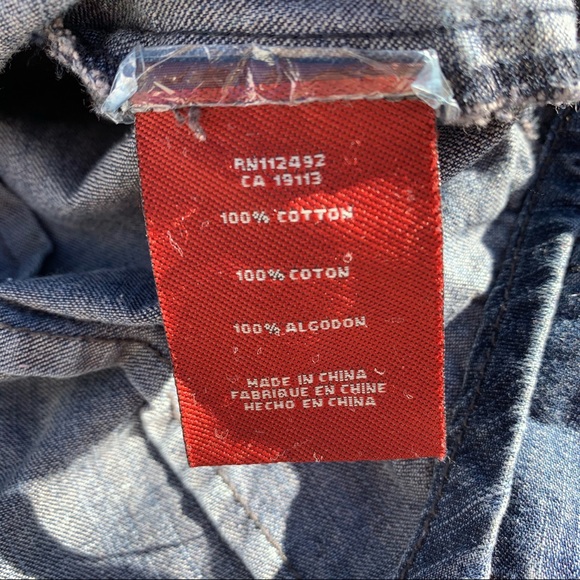 RN112492
CA 19113
100% COTTON
100% COTON
100% ALGODON
MADE IN CHINA
FABRIQUE EN CHINE
HECHO EN CHINA